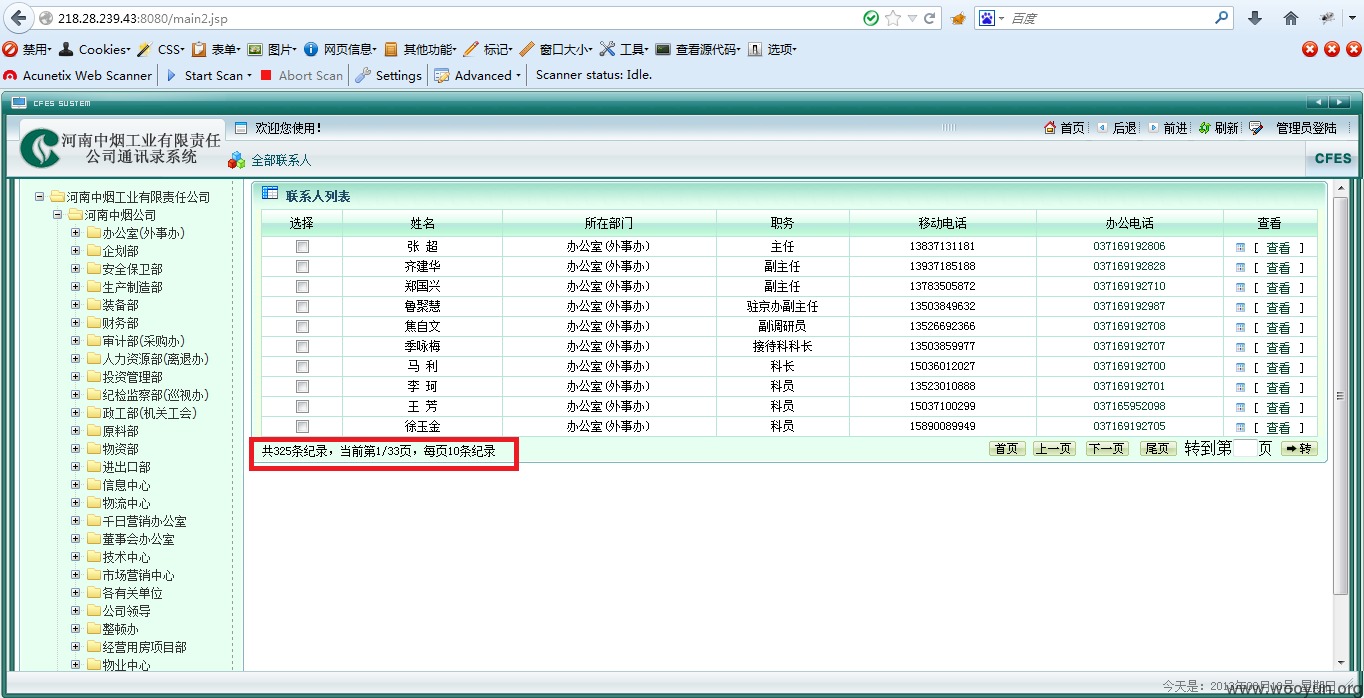 218.28.239.43:8080/main2.jsp
百度
禁用 Cookies CSS 表单 图片 网页信息 其他功能 标记 窗口大小 工具 查看源代码 选项
Acunetix Web Scanner Start Scan Abort Scan Settings Advanced Scanner status: Idle.
CFES SUSTEM
河南中烟工业有限责任
公司通讯录系统
欢迎您使用!
首页 后退 前进 刷新 管理员登陆
全部联系人
CFES
河南中烟工业有限责任公司
河南中烟公司
办公室(外事办)
企划部
安全保卫部
生产制造部
装备部
财务部
审计部(采购办)
人力资源部(离退办)
投资管理部
纪检监察部(巡视办)
政工部(机关工会)
原料部
物资部
进出口部
信息中心
物流中心
千日营销办公室
董事会办公室
技术中心
市场营销中心
各有关单位
公司领导
整顿办
经营用房项目部
物业中心
联系人列表
选择 姓名 所在部门 职务 移动电话 办公电话 查看
张 超 办公室(外事办) 主任 13837131181 037169192806 [ 查看 ]
齐建华 办公室(外事办) 副主任 13937185188 037169192828 [ 查看 ]
郑国兴 办公室(外事办) 副主任 13783505872 037169192710 [ 查看 ]
鲁聚慧 办公室(外事办) 驻京办副主任 13503849632 037169192987 [ 查看 ]
焦自文 办公室(外事办) 副调研员 13526692366 037169192708 [ 查看 ]
季咏梅 办公室(外事办) 接待科科长 13503859977 037169192707 [ 查看 ]
马 利 办公室(外事办) 科长 15036012027 037169192700 [ 查看 ]
李 珂 办公室(外事办) 科员 13523010888 037169192701 [ 查看 ]
王 芳 办公室(外事办) 科员 15037100299 037165952098 [ 查看 ]
徐玉金 办公室(外事办) 科员 15890089949 037169192705 [ 查看 ]
共325条纪录，当前第1/33页，每页10条纪录
首页 上一页 下一页 尾页 转到第 页 转
今天是：
www.wooyun.org